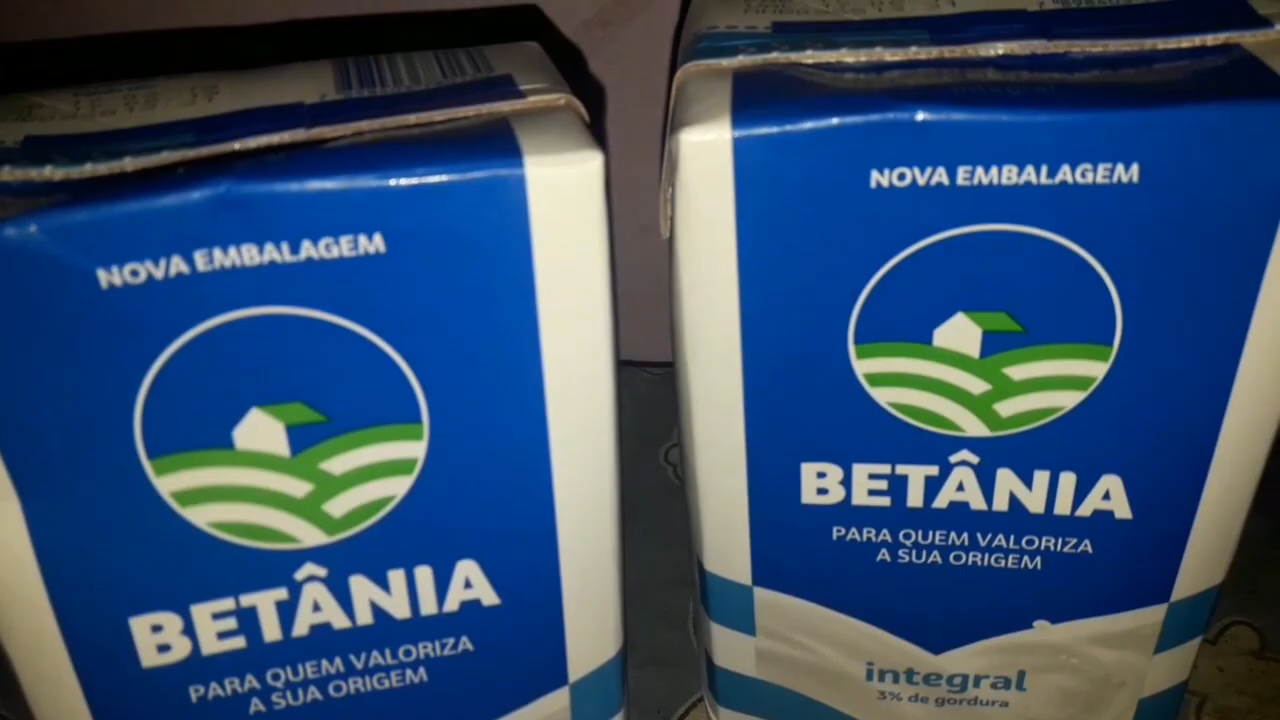 NOVA EMBALAGEM
BETÂNIA
PARA QUEM VALORIZA
A SUA ORIGEM
NOVA EMBALAGEM
BETÂNIA
PARA QUEM VALORIZA
A SUA ORIGEM
integral
3% de gordura